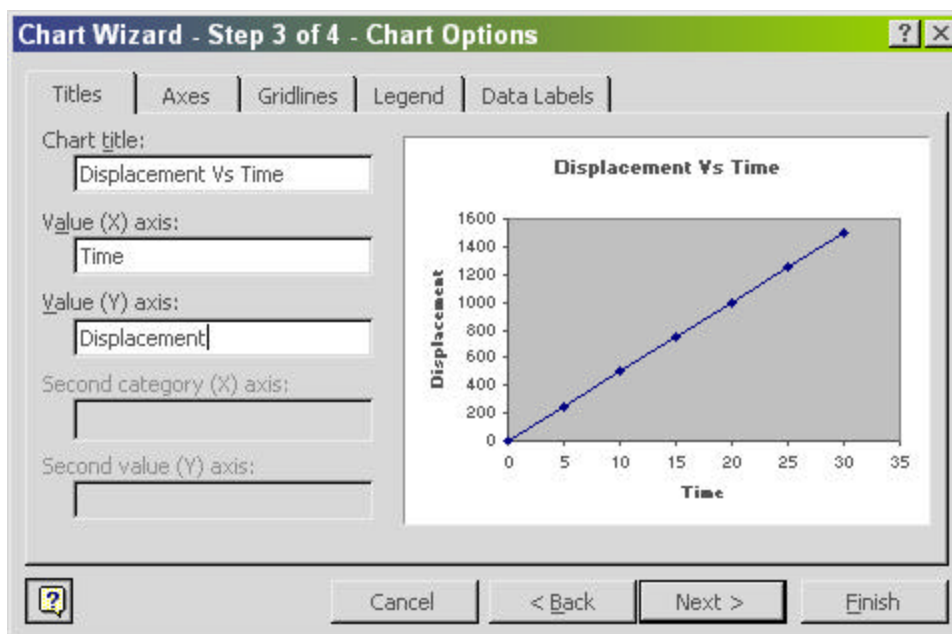 Chart Wizard - Step 3 of 4 - Chart Options
Titles Axes Gridlines Legend Data Labels
Chart title:
Displacement Vs Time
Value (X) axis:
Time
Value (Y) axis:
Displacement
Second category (X) axis:
Second value (Y) axis:
Displacement Vs Time
1600
1400
1200
1000
800
600
400
200
0
Displacement
0 5 10 15 20 25 30 35
Time
Cancel < Back Next > Finish